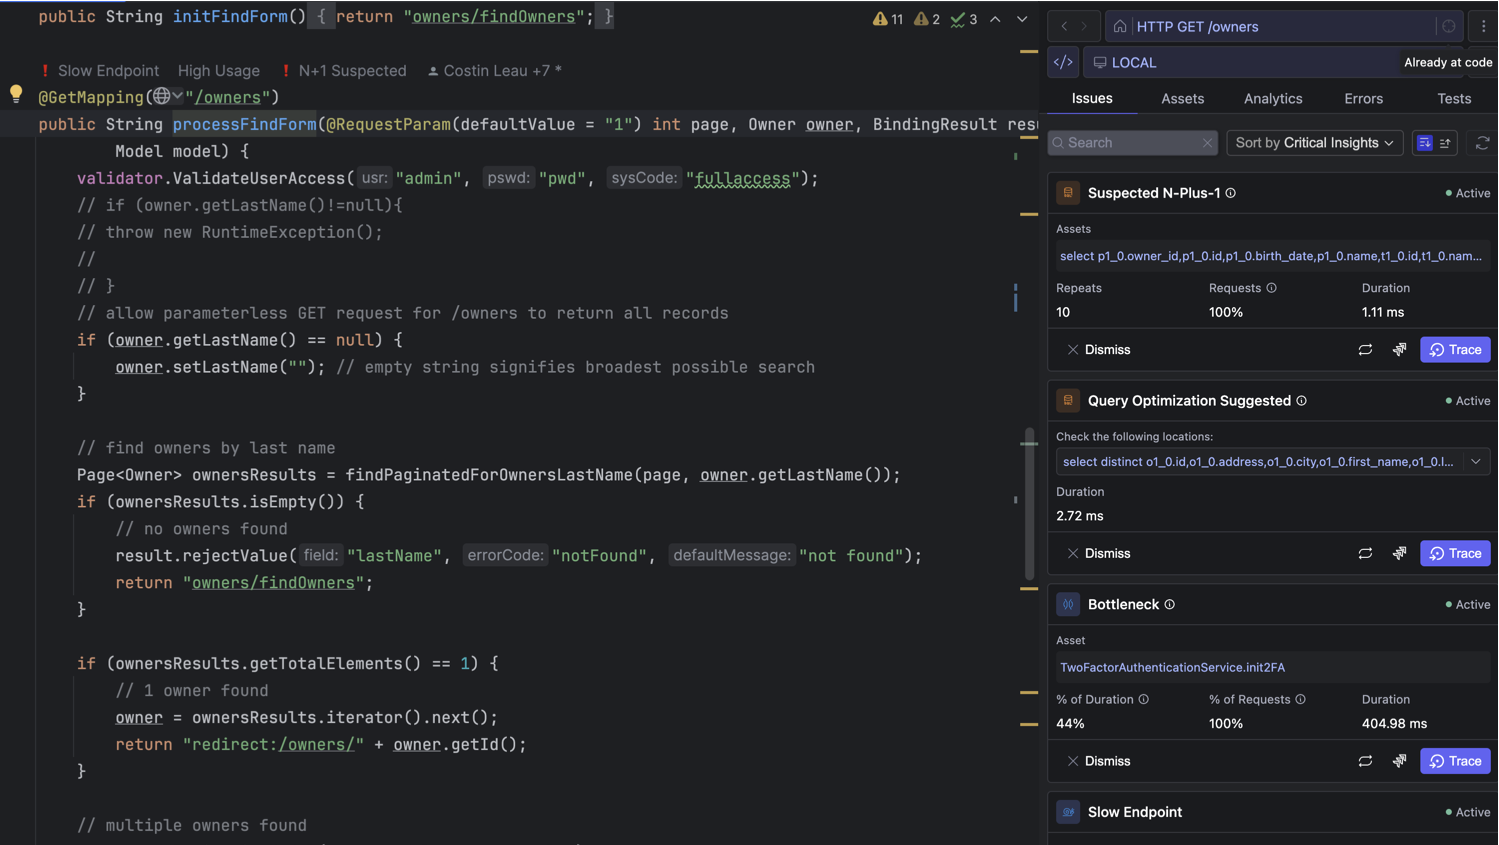 public String initFindForm() { return "owners/findOwners"; }
11 2 3
! Slow Endpoint High Usage ! N+1 Suspected Costin Leau +7 *
@GetMapping("/owners")
public String processFindForm(@RequestParam(defaultValue = "1") int page, Owner owner, BindingResult res
Model model) {
validator.ValidateUserAccess( usr: "admin", pswd: "pwd", sysCode: "fullaccess");
// if (owner.getLastName()!=null){
// throw new RuntimeException();
//
// }
// allow parameterless GET request for /owners to return all records
if (owner.getLastName() == null) {
owner.setLastName(""); // empty string signifies broadest possible search
}
// find owners by last name
Page<Owner> ownersResults = findPaginatedForOwnersLastName(page, owner.getLastName());
if (ownersResults.isEmpty()) {
// no owners found
result.rejectValue( field: "lastName", errorCode: "notFound", defaultMessage: "not found");
return "owners/findOwners";
}
if (ownersResults.getTotalElements() == 1) {
// 1 owner found
owner = ownersResults.iterator().next();
return "redirect:/owners/" + owner.getId();
}
// multiple owners found
HTTP GET /owners
</> LOCAL
Already at code
Issues Assets Analytics Errors Tests
Search
Sort by Critical Insights
Suspected N-Plus-1
Active
Assets
select p1_0.owner_id,p1_0.id,p1_0.birth_date,p1_0.name,t1_0.id,t1_0.nam...
Repeats Requests Duration
10 100% 1.11 ms
Dismiss Trace
Query Optimization Suggested
Active
Check the following locations:
select distinct o1_0.id,o1_0.address,o1_0.city,o1_0.first_name,o1_0.l...
Duration
2.72 ms
Dismiss Trace
Bottleneck
Active
Asset
TwoFactorAuthenticationService.init2FA
% of Duration % of Requests Duration
44% 100% 404.98 ms
Dismiss Trace
Slow Endpoint
Active